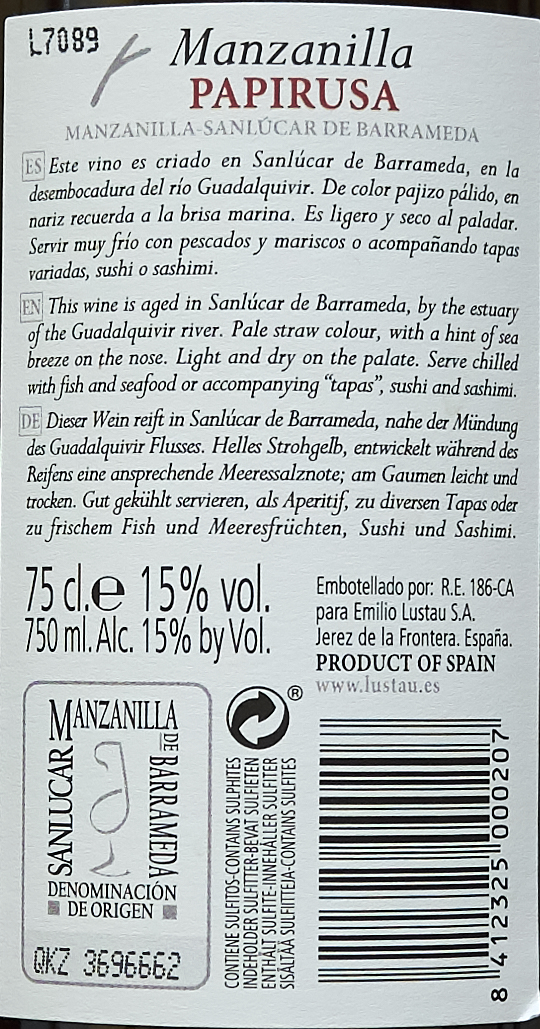 L7089
Manzanilla
PAPIRUSA
MANZANILLA-SANLÚCAR DE BARRAMEDA
ES Este vino es criado en Sanlúcar de Barrameda, en la
desembocadura del río Guadalquivir. De color pajizo pálido, en
nariz recuerda a la brisa marina. Es ligero y seco al paladar.
Servir muy frío con pescados y mariscos o acompañando tapas
variadas, sushi o sashimi.
EN This wine is aged in Sanlúcar de Barrameda, by the estuary
of the Guadalquivir river. Pale straw colour, with a hint of sea
breeze on the nose. Light and dry on the palate. Serve chilled
with fish and seafood or accompanying “tapas”, sushi and sashimi.
DE Dieser Wein reift in Sanlúcar de Barrameda, nahe der Mündung
des Guadalquivir Flusses. Helles Strohgelb, entwickelt während des
Reifens eine ansprechende Meeressalznote; am Gaumen leicht und
trocken. Gut gekühlt servieren, als Aperitif, zu diversen Tapas oder
zu frischem Fish und Meeresfrüchten, Sushi und Sashimi.
75 cl.e 15% vol.
750 ml. Alc. 15% by Vol.
Embotellado por: R.E. 186-CA
para Emilio Lustau S.A.
Jerez de la Frontera. España.
PRODUCT OF SPAIN
www.lustau.es
MANZANILLA
SANLUCAR
DE BARRAMEDA
DENOMINACIÓN
DE ORIGEN
QKZ 3696662
®
CONTIENE SULFITOS-CONTAINS SULPHITES
INDEHOLDER SULFITTER-BEVAT SULFIETEN
ENTHÄLT SULFITE-INNEHÅLLER SULFITER
SISÄLTÄÄ SULFIITTEJA-CONTAINS SULFITES
8 412325 000207